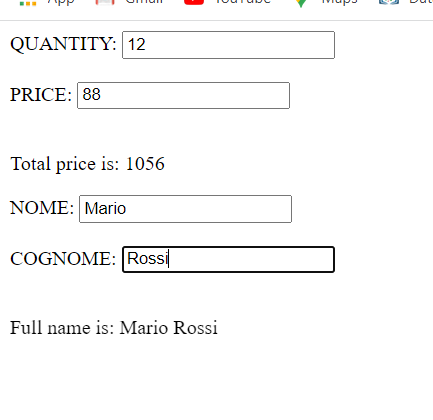 App Gmail YouTube Maps
QUANTITY: 12
PRICE: 88
Total price is: 1056
NOME: Mario
COGNOME: Rossi
Full name is: Mario Rossi